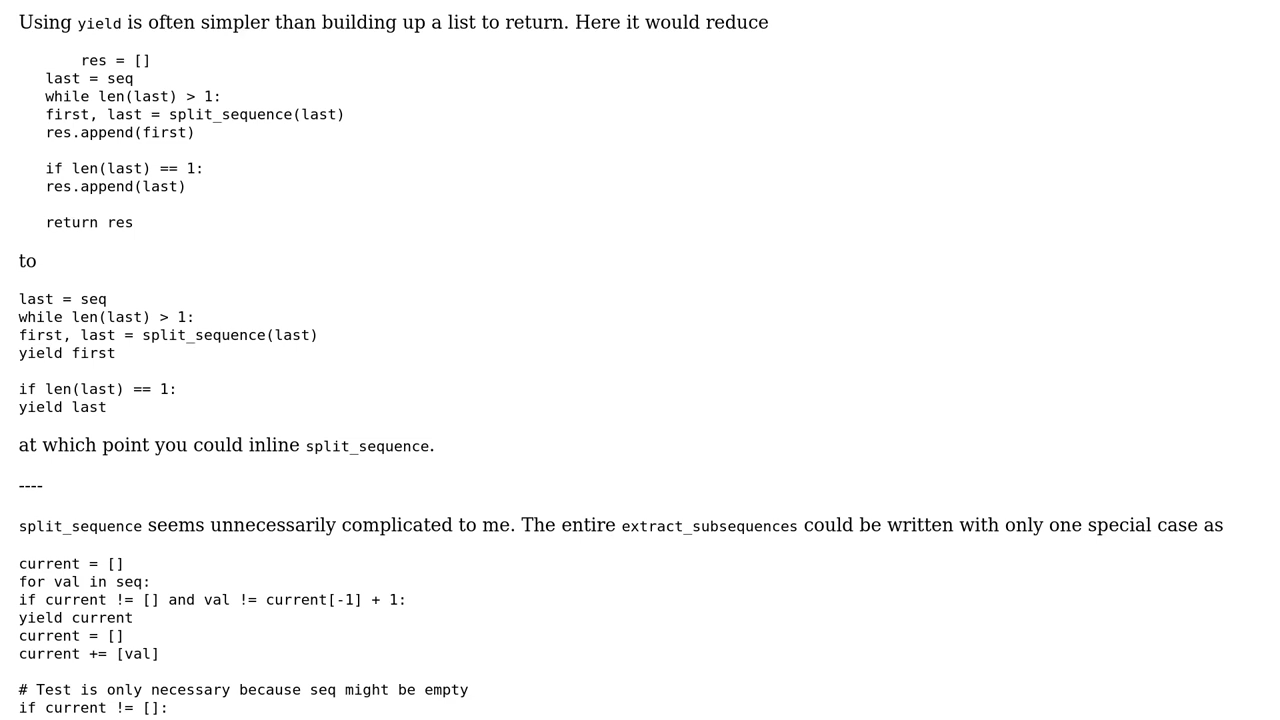 Using yield is often simpler than building up a list to return. Here it would reduce
res = []
last = seq
while len(last) > 1:
first, last = split_sequence(last)
res.append(first)
if len(last) == 1:
res.append(last)
return res
to
last = seq
while len(last) > 1:
first, last = split_sequence(last)
yield first
if len(last) == 1:
yield last
at which point you could inline split_sequence.
----
split_sequence seems unnecessarily complicated to me. The entire extract_subsequences could be written with only one special case as
current = []
for val in seq:
if current != [] and val != current[-1] + 1:
yield current
current = []
current += [val]
# Test is only necessary because seq might be empty
if current != []: